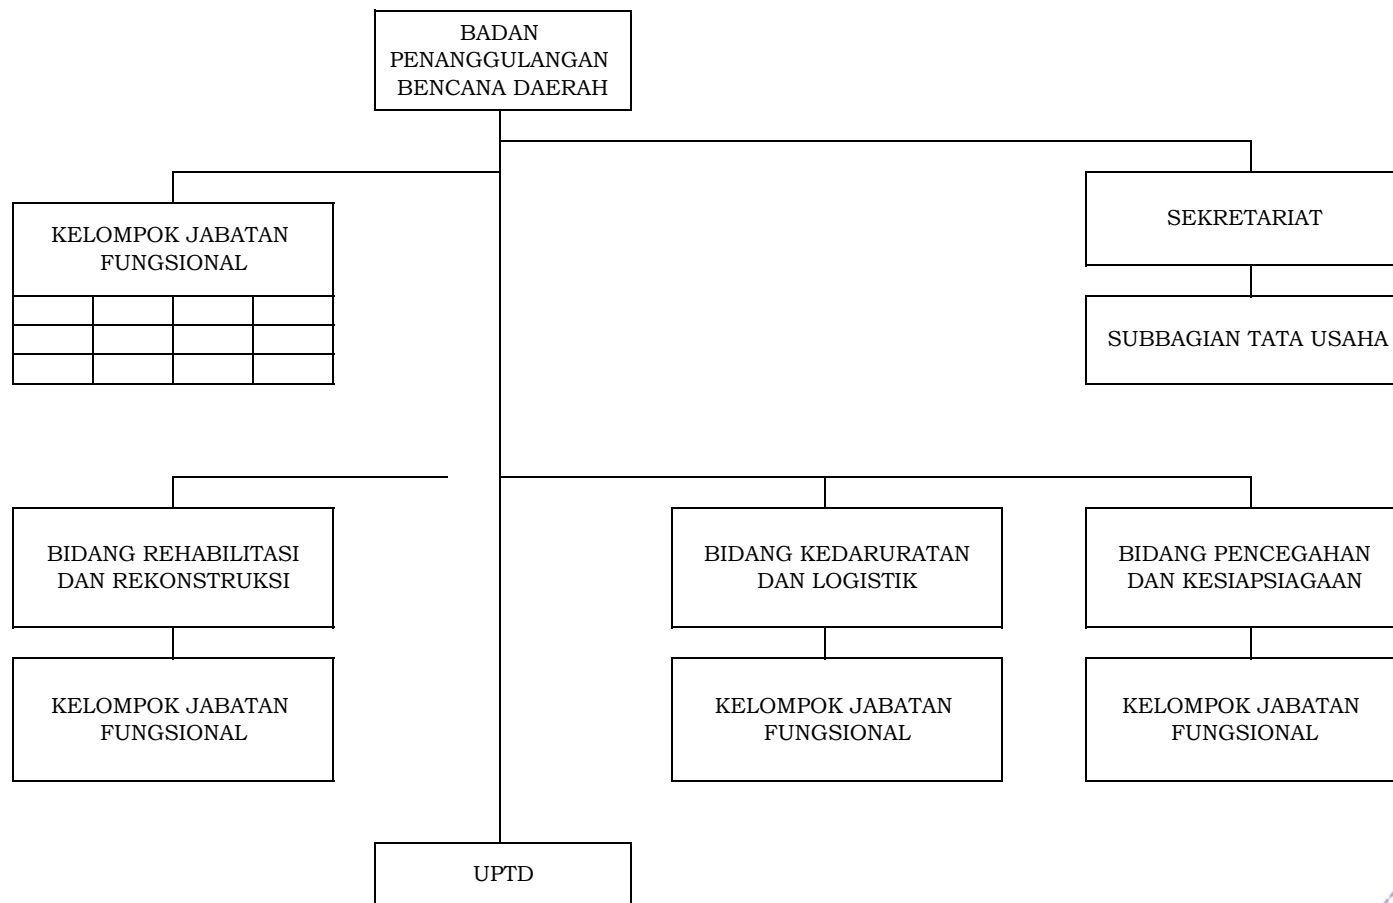 BADAN
PENANGGULANGAN
BENCANA DAERAH
KELOMPOK JABATAN
FUNGSIONAL
SEKRETARIAT
SUBBAGIAN TATA USAHA
BIDANG REHABILITASI
DAN REKONSTRUKSI
BIDANG KEDARURATAN
DAN LOGISTIK
BIDANG PENCEGAHAN
DAN KESIAPSIAGAAN
KELOMPOK JABATAN
FUNGSIONAL
KELOMPOK JABATAN
FUNGSIONAL
KELOMPOK JABATAN
FUNGSIONAL
UPTD